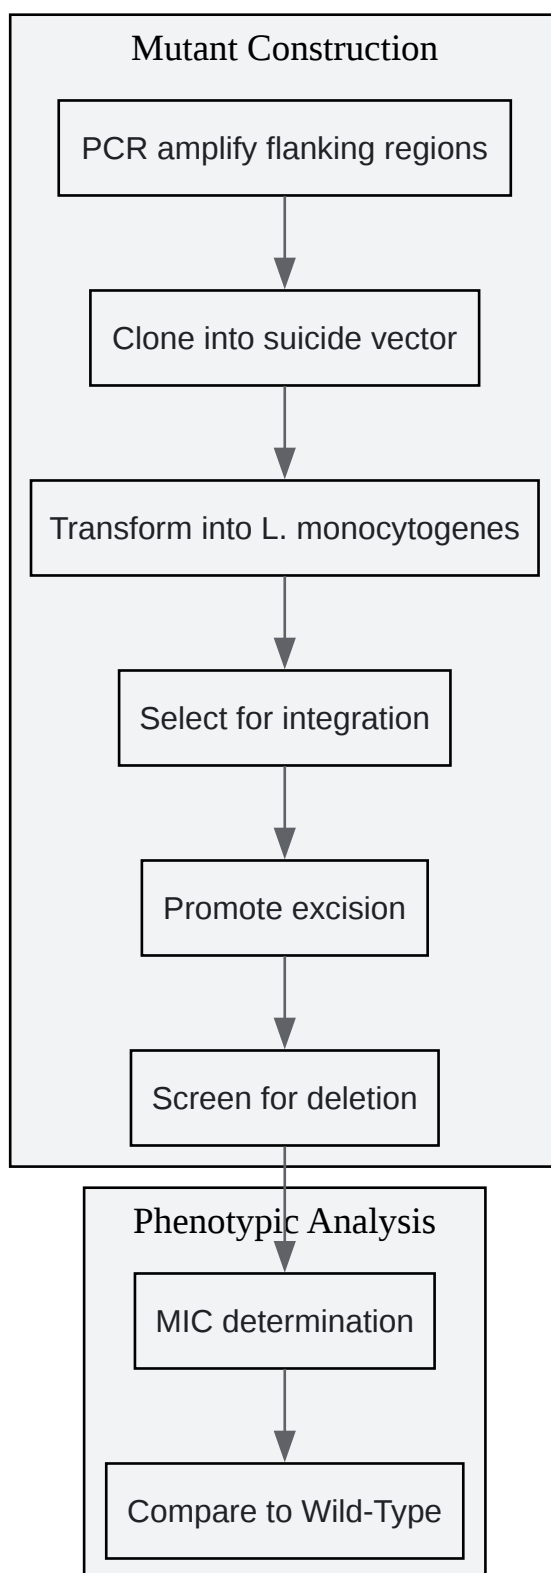 Mutant Construction
PCR amplify flanking regions
Clone into suicide vector
Transform into L. monocytogenes
Select for integration
Promote excision
Screen for deletion
Phenotypic Analysis
MIC determination
Compare to Wild-Type